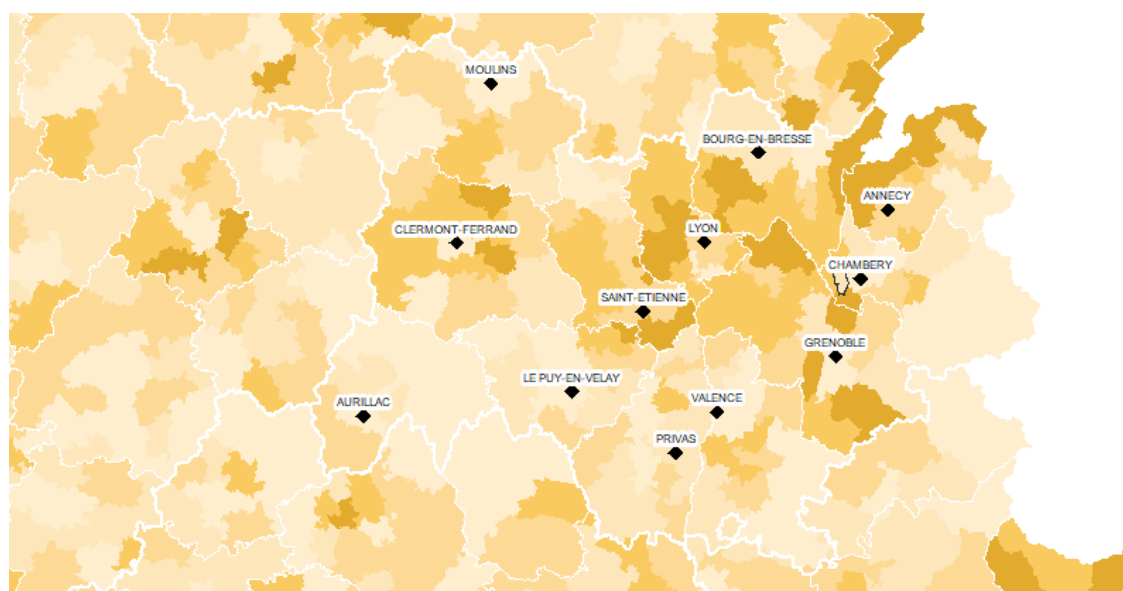 MOULINS
BOURG-EN-BRESSE
ANNECY
CLERMONT-FERRAND
LYON
CHAMBERY
SAINT-ETIENNE
GRENOBLE
LE PUY-EN-VELAY
AURILLAC
VALENCE
PRIVAS